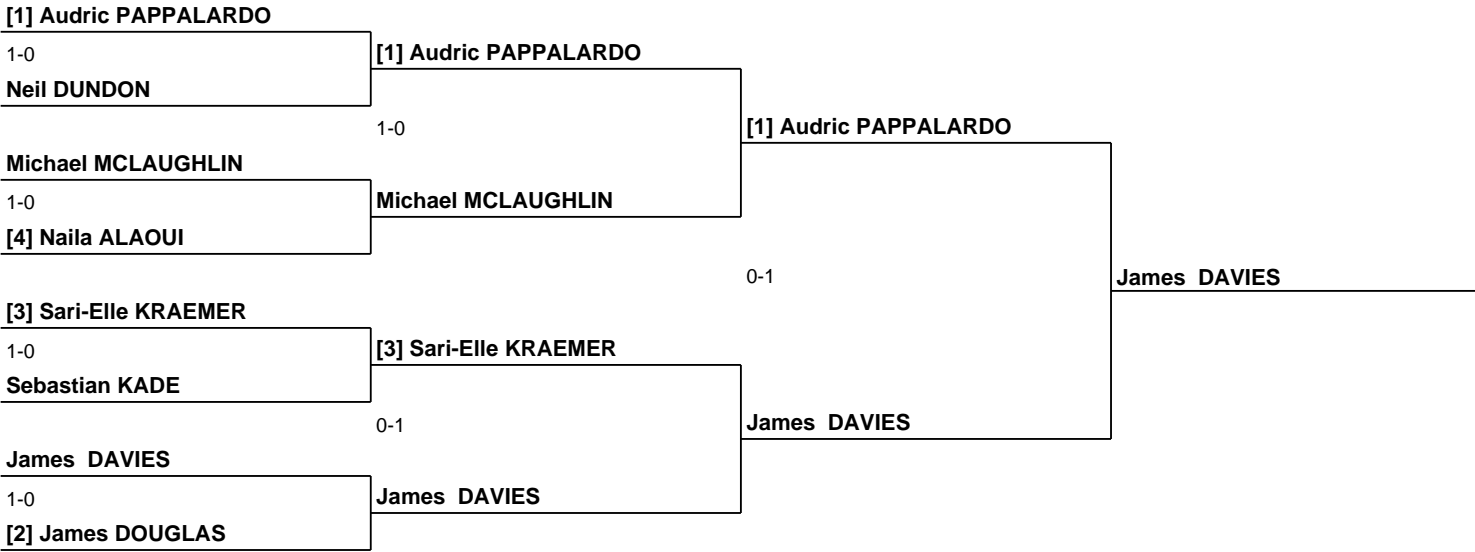 [1] Audric PAPPALARDO
1-0
Neil DUNDON
Michael MCLAUGHLIN
1-0
[4] Naila ALAOUI
[3] Sari-Elle KRAEMER
1-0
Sebastian KADE
James  DAVIES
1-0
[2] James DOUGLAS
[1] Audric PAPPALARDO
1-0
Michael MCLAUGHLIN
[3] Sari-Elle KRAEMER
0-1
James  DAVIES
[1] Audric PAPPALARDO
0-1
James  DAVIES
James  DAVIES